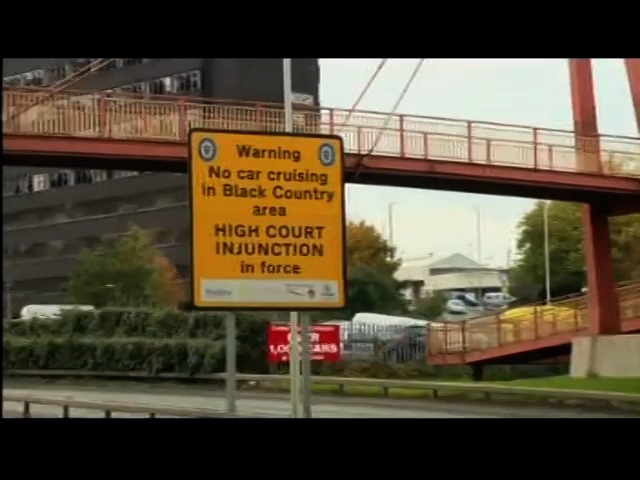 Warning
No car cruising
in Black Country
area
HIGH COURT
INJUNCTION
in force